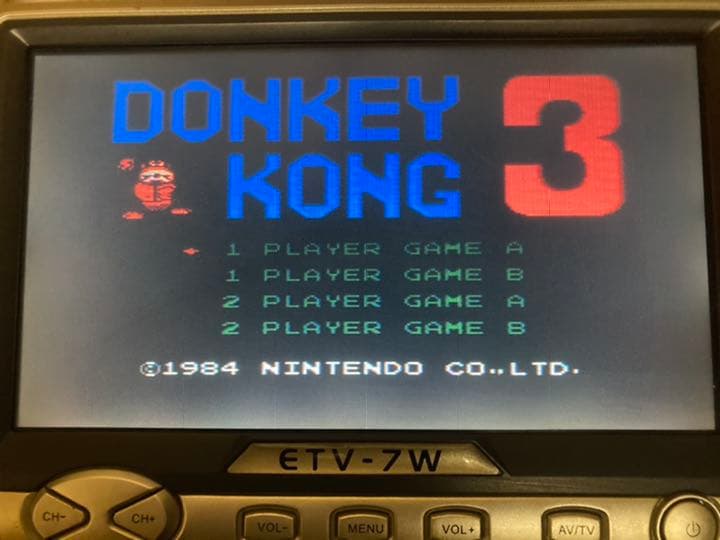 DONKEY
KONG 3
1 PLAYER GAME A
1 PLAYER GAME B
2 PLAYER GAME A
2 PLAYER GAME B
©1984 NINTENDO CO.,LTD.
ETV-7W
CH- CH+ VOL- MENU VOL+ AV/TV